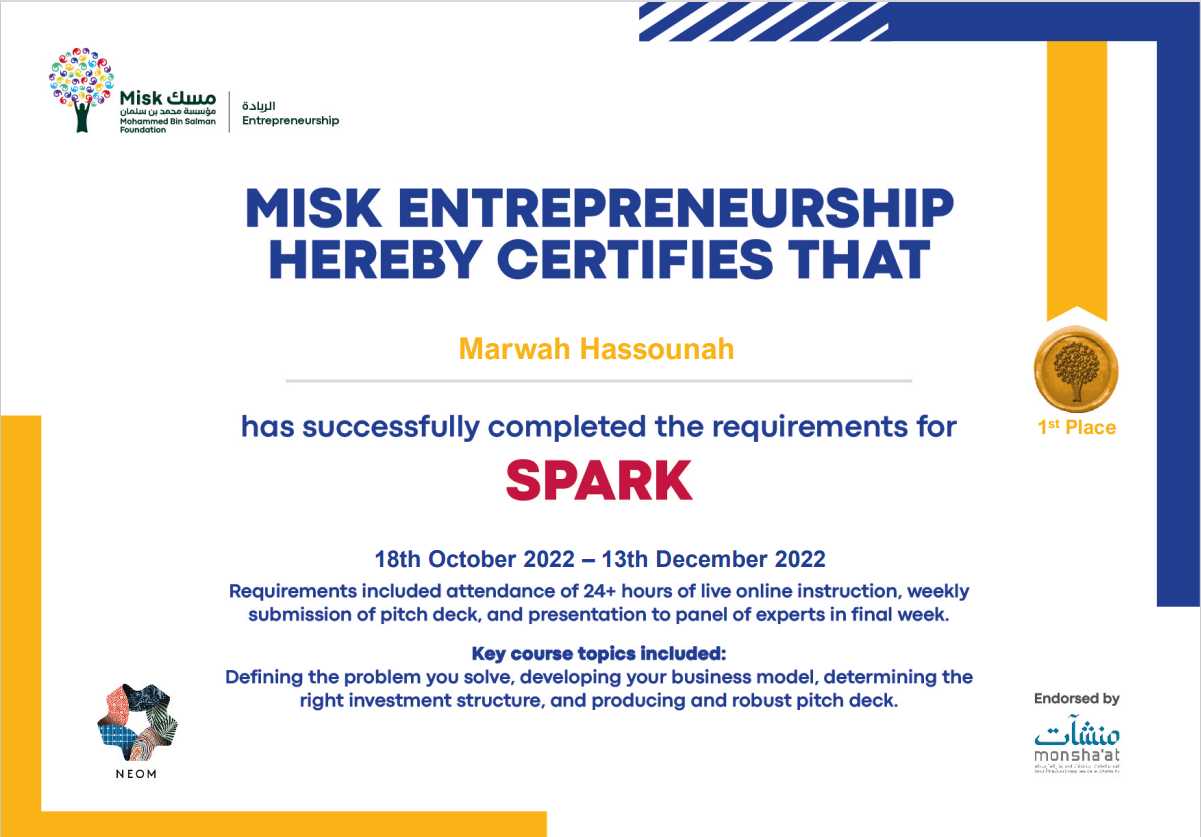 Misk مسك
مؤسسة محمد بن سلمان
Mohammed Bin Salman
Foundation
الريادة
Entrepreneurship
MISK ENTREPRENEURSHIP
HEREBY CERTIFIES THAT
Marwah Hassounah
1st Place
has successfully completed the requirements for
SPARK
18th October 2022 – 13th December 2022
Requirements included attendance of 24+ hours of live online instruction, weekly
submission of pitch deck, and presentation to panel of experts in final week.
Key course topics included:
Defining the problem you solve, developing your business model, determining the
right investment structure, and producing and robust pitch deck.
NEOM
Endorsed by
منشآت
monsha'at